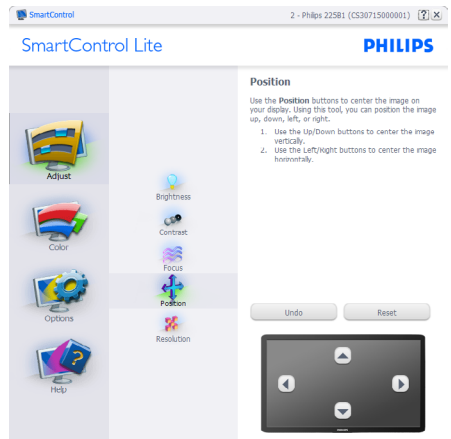 SmartControl
2 - Philips 225B1 (CS30715000001)
SmartControl Lite
PHILIPS
Adjust
Color
Options
Help
Brightness
Contrast
Focus
Position
Resolution
Position
Use the Position buttons to center the image on
your display. Using this tool, you can position the image
up, down, left, or right.
1. Use the Up/Down buttons to center the image
vertically.
2. Use the Left/Right buttons to center the image
horizontally.
Undo
Reset